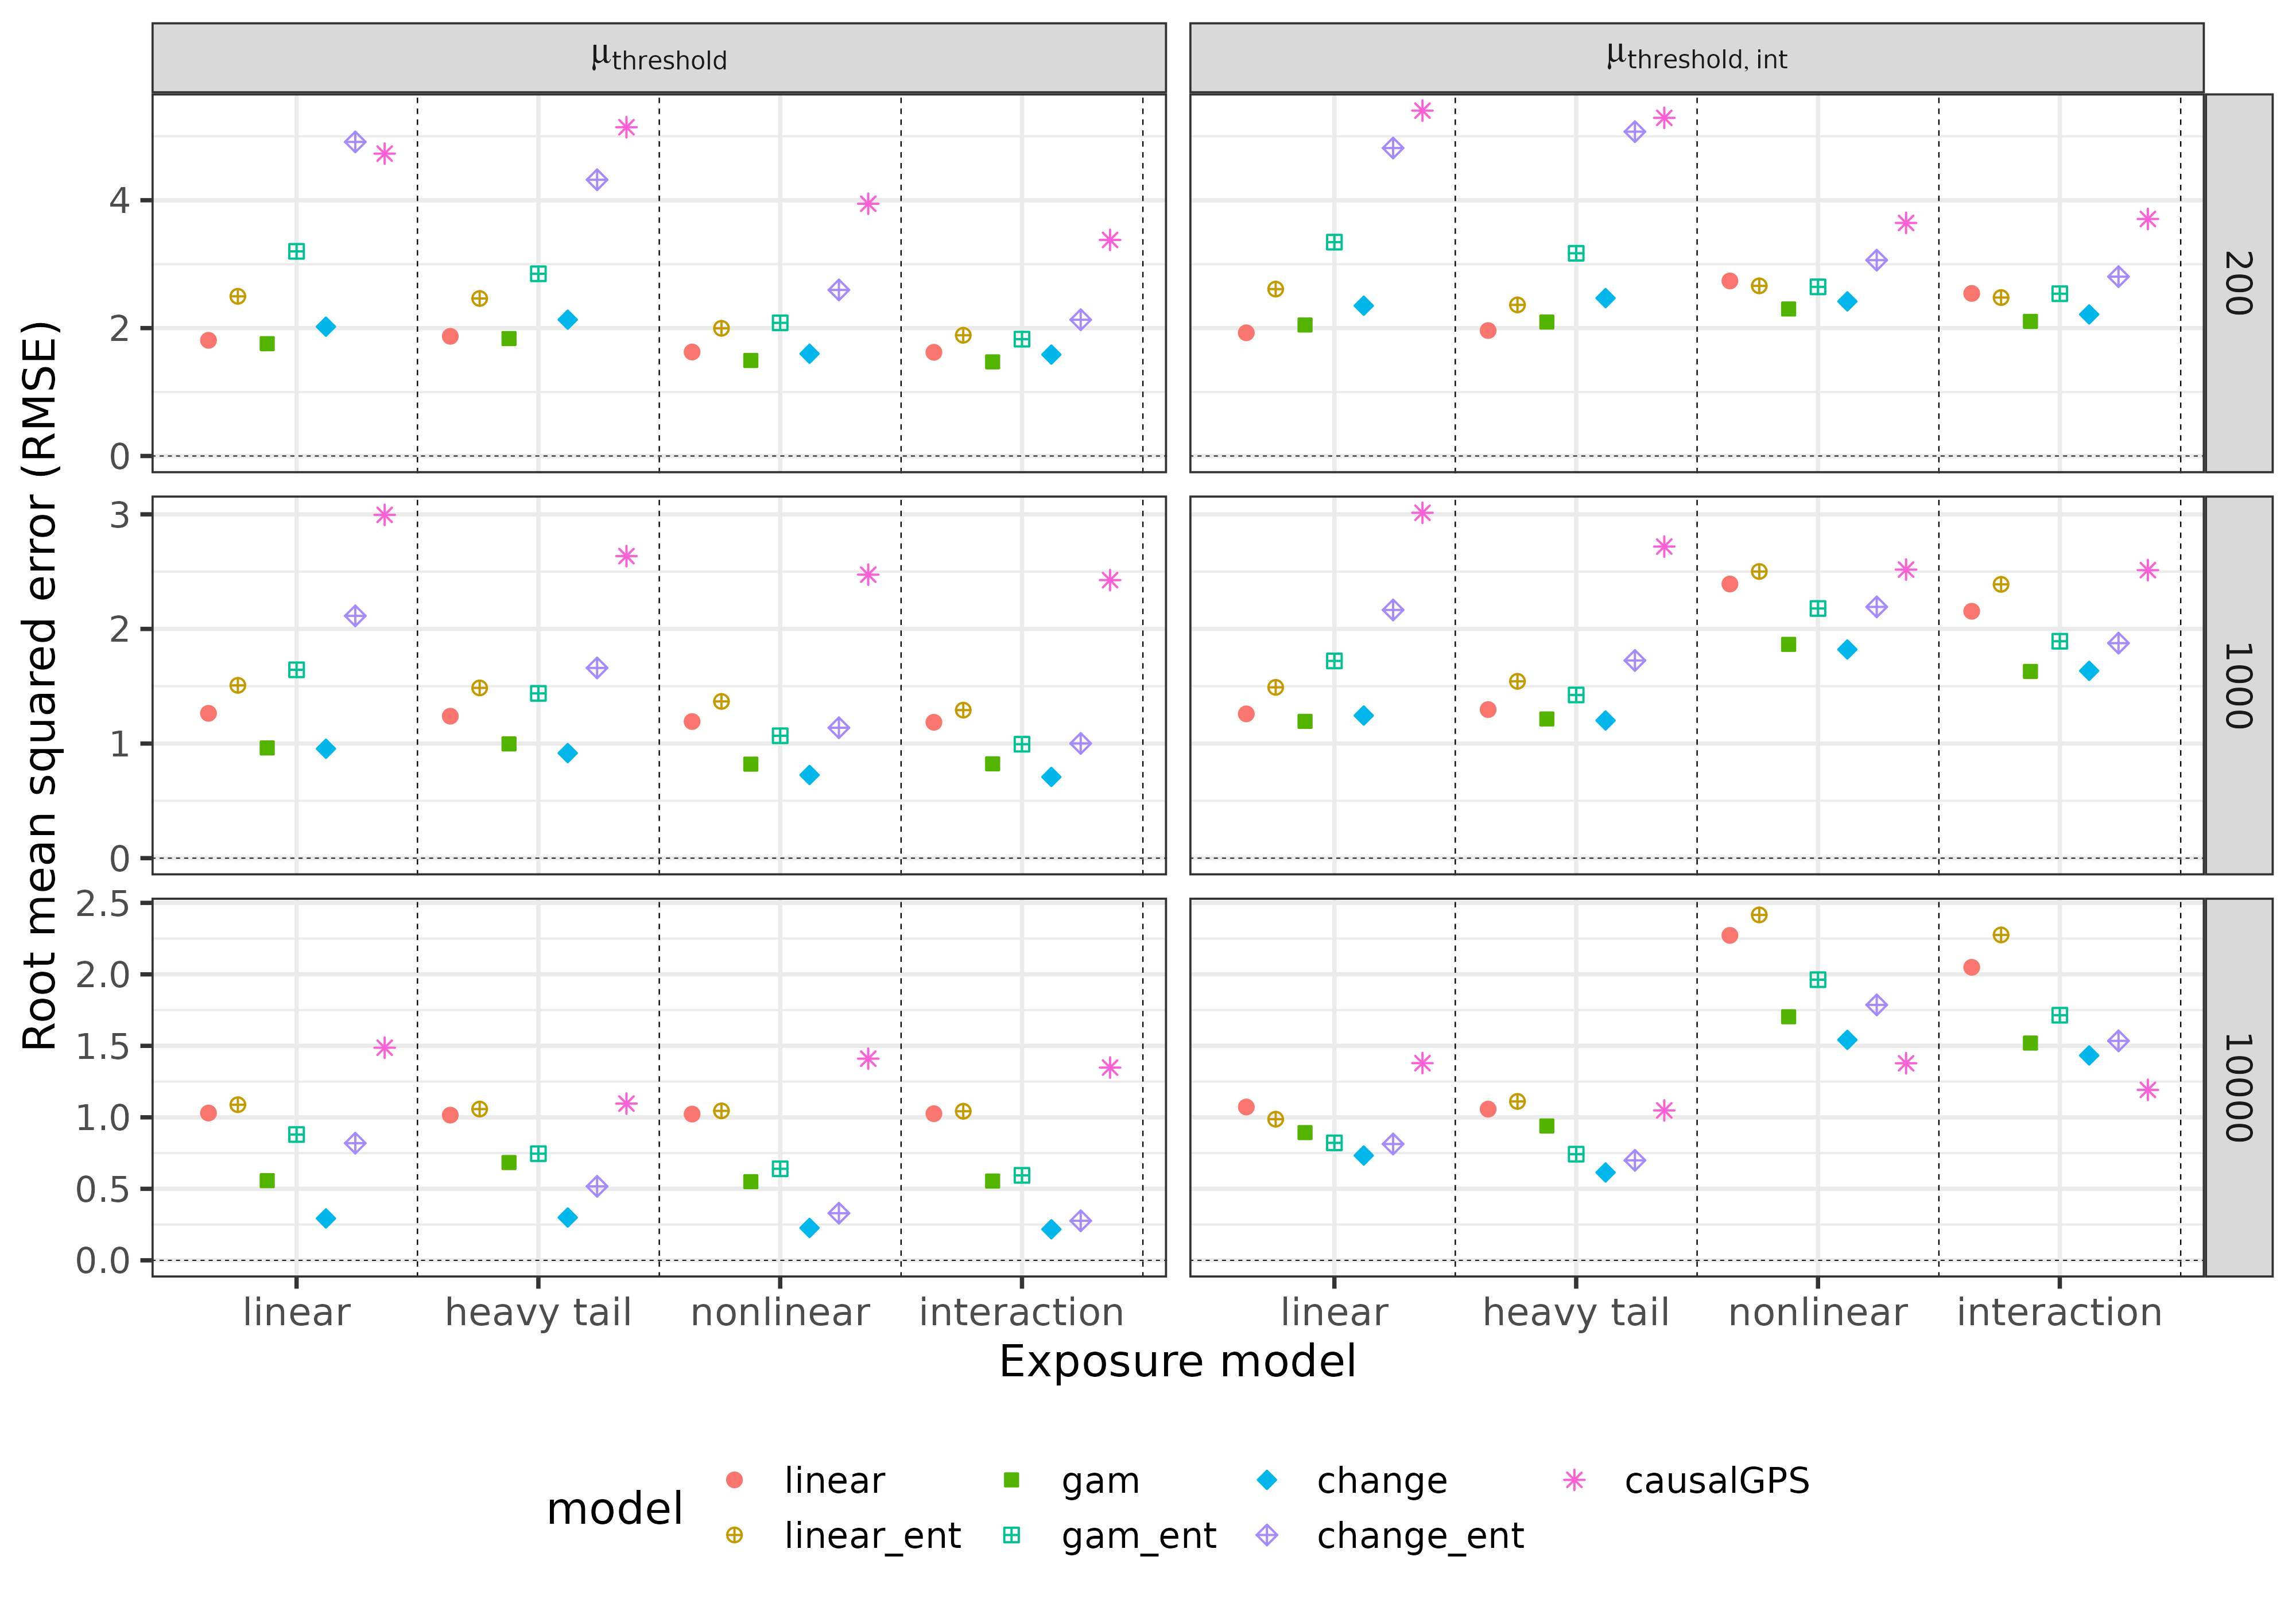 μthreshold
μthreshold, int
Root mean squared error (RMSE)
4
2
0
200
3
2
1
0
1000
2.5
2.0
1.5
1.0
0.5
0.0
10000
linear heavy tail nonlinear interaction
linear heavy tail nonlinear interaction
Exposure model
model
linear gam change causalGPS
linear_ent gam_ent change_ent